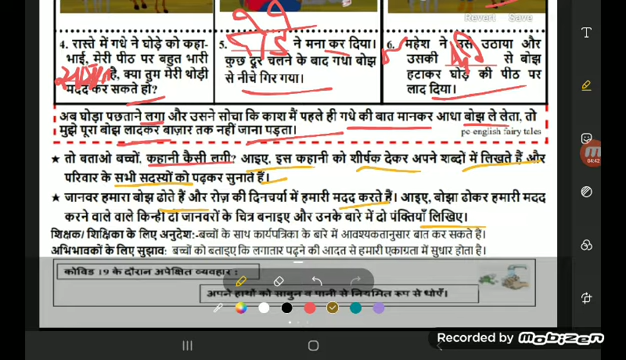 Revert Save
4. रास्ते में गधे ने घोड़े को कहा-
भाई, मेरी पीठ पर बहुत भारी
सामान है, क्या तुम मेरी थोड़ी
मदद कर सकते हो?
5. घोड़े ने मना कर दिया।
कुछ दूर चलने के बाद गधा बोझ
से नीचे गिर गया।
6. महेश ने उसे उठाया और
उसकी से बोझ
हटाकर घोड़े की पीठ पर
लाद दिया।
अब घोड़ा पछताने लगा और उसने सोचा कि काश मैं पहले ही गधे की बात मानकर आधा बोझ ले लेता, तो
मुझे पूरा बोझ लादकर बाज़ार तक नहीं जाना पड़ता।
pc english fairy tales
★ तो बताओ बच्चों, कहानी कैसी लगी? आइए, इस कहानी को शीर्षक देकर अपने शब्दों में लिखते हैं और
परिवार के सभी सदस्यों को पढ़कर सुनाते हैं।
★ जानवर हमारा बोझ ढोते हैं और रोज़ की दिनचर्या में हमारी मदद करते हैं। आइए, बोझा ढोकर हमारी मदद
करने वाले वाले किन्हीं दो जानवरों के चित्र बनाइए और उनके बारे में दो पंक्तियाँ लिखिए।
शिक्षक/ शिक्षिका के लिए अनुदेश:-बच्चों के साथ कार्यपत्रिका के बारे में आवश्यकतानुसार बात कर सकते है।
अभिभावकों के लिए सुझाव: बच्चों को बताइए कि लगातार पढ़ने की आदत से हमारी एकाग्रता में सुधार होता है।
कोविड 19 के दौरान अपेक्षित व्यवहार:
अपने हाथों को साबुन व पानी से नियमित रूप से धोएँ।
04:42
Recorded by mobizen